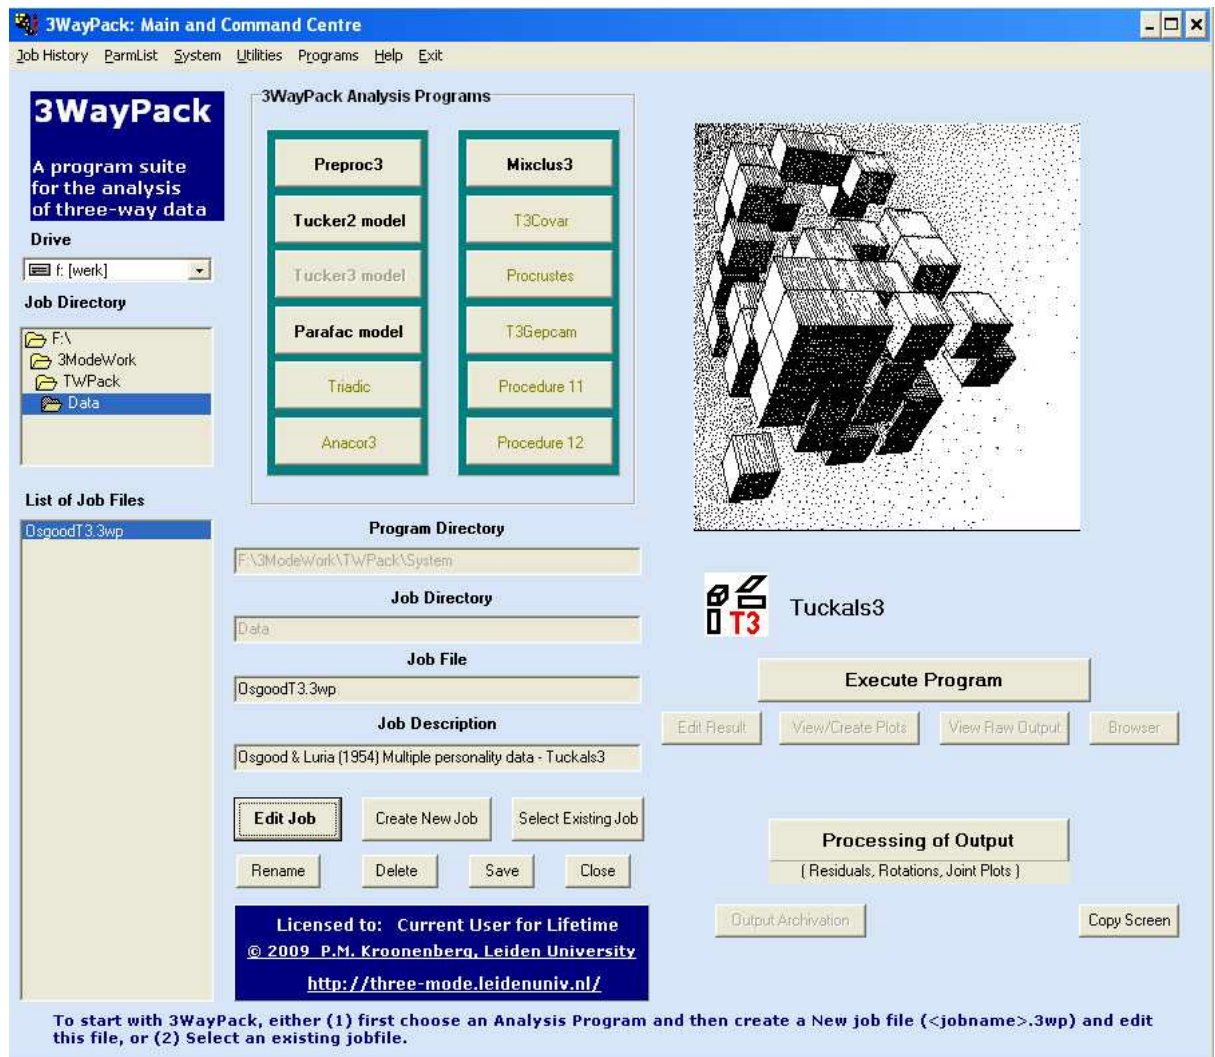 3WayPack: Main and Command Centre
Job History ParmList System Utilities Programs Help Exit
3WayPack
A program suite
for the analysis
of three-way data
Drive
f: [werk]
Job Directory
F:\
3ModeWork
TWPack
Data
List of Job Files
OsgoodT3.3wp
3WayPack Analysis Programs
Preproc3
Tucker2 model
Tucker3 model
Parafac model
Triadic
Anacor3
Mixclus3
T3Covar
Procrustes
T3Gepcam
Procedure 11
Procedure 12
Program Directory
F:\3ModeWork\TWPack\System
Job Directory
Data
Job File
OsgoodT3.3wp
Job Description
Osgood & Luria (1954) Multiple personality data - Tuckals3
Edit Job Create New Job Select Existing Job
Rename Delete Save Close
Licensed to: Current User for Lifetime
© 2009 P.M. Kroonenberg, Leiden University
http://three-mode.leidenuniv.nl/
T3
Tuckals3
Execute Program
Edit Result View/Create Plots View Raw Output Browser
Processing of Output
( Residuals, Rotations, Joint Plots )
Output Archivation Copy Screen
To start with 3WayPack, either (1) first choose an Analysis Program and then create a New job file (<jobname>.3wp) and edit
this file, or (2) Select an existing jobfile.